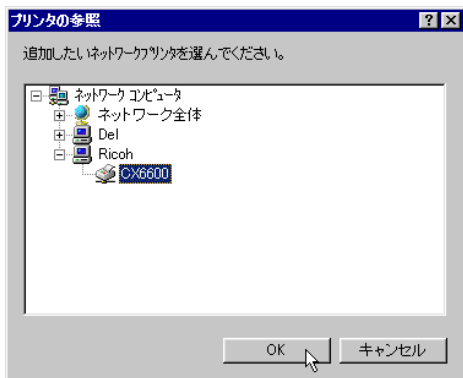 プリンタの参照
追加したいネットワークプリンタを選んでください。
ネットワーク コンピュータ
ネットワーク全体
Del
Ricoh
CX6600
OK キャンセル